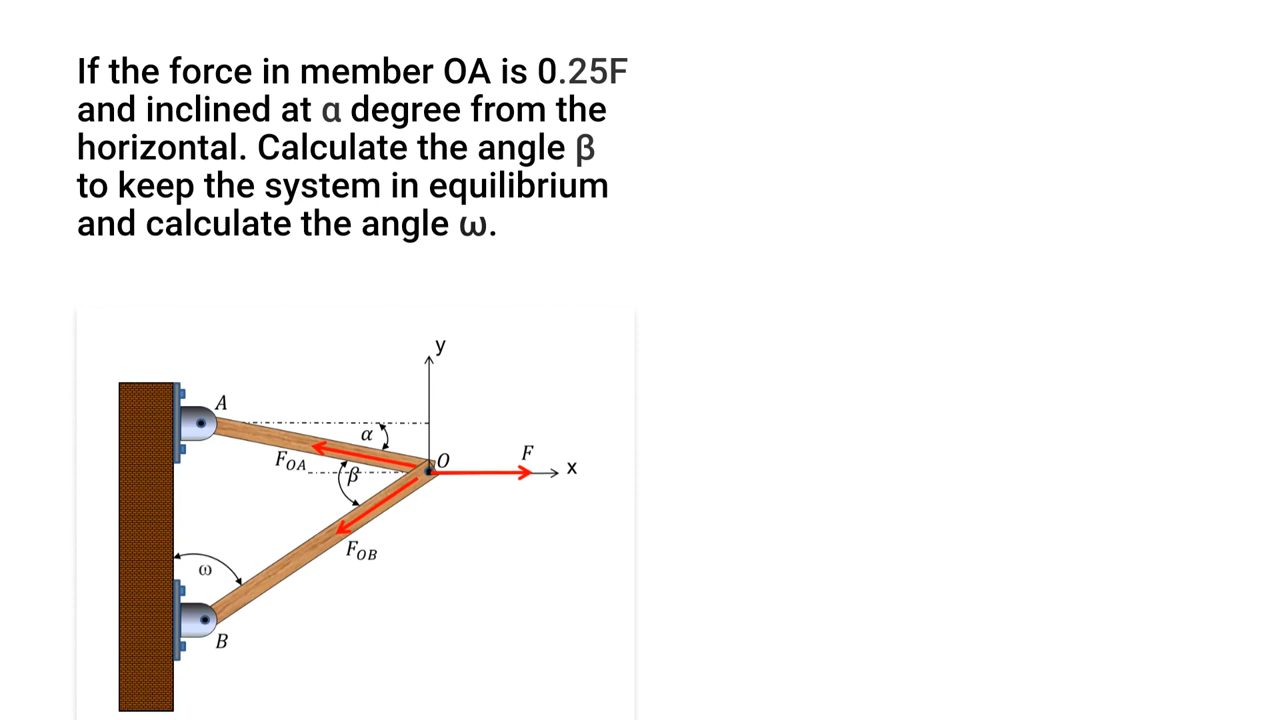 If the force in member OA is 0.25F
and inclined at α degree from the
horizontal. Calculate the angle β
to keep the system in equilibrium
and calculate the angle ω.
y
A
α
F
O
x
F_OA
β
F_OB
ω
B